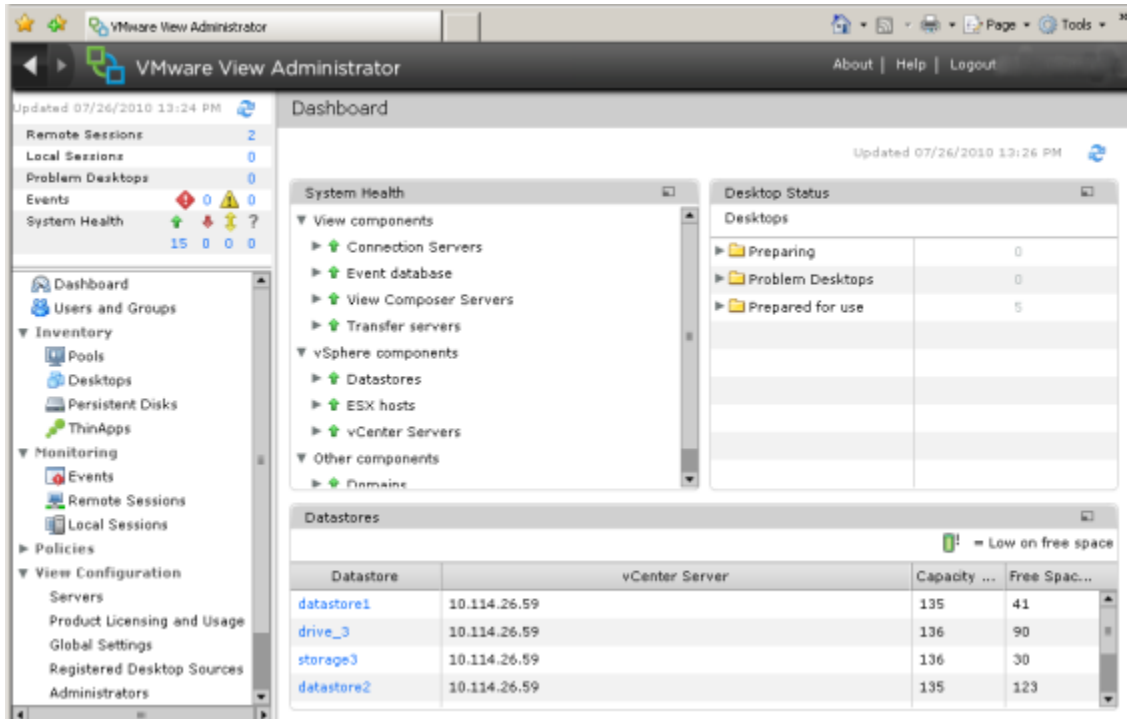 VMware View Administrator
Page
Tools
VMware View Administrator
About | Help | Logout
Updated 07/26/2010 13:24 PM
Remote Sessions 2
Local Sessions 0
Problem Desktops 0
Events 0 0
System Health ?
15 0 0 0
Dashboard
Users and Groups
Inventory
Pools
Desktops
Persistent Disks
ThinApps
Monitoring
Events
Remote Sessions
Local Sessions
Policies
View Configuration
Servers
Product Licensing and Usage
Global Settings
Registered Desktop Sources
Administrators
Dashboard
Updated 07/26/2010 13:26 PM
System Health
View components
Connection Servers
Event database
View Composer Servers
Transfer servers
vSphere components
Datastores
ESX hosts
vCenter Servers
Other components
Domains
Desktop Status
Desktops
Preparing 0
Problem Desktops 0
Prepared for use 5
Datastores
! = Low on free space
Datastore vCenter Server Capacity ... Free Spac...
datastore1 10.114.26.59 135 41
drive_3 10.114.26.59 136 90
storage3 10.114.26.59 136 30
datastore2 10.114.26.59 135 123